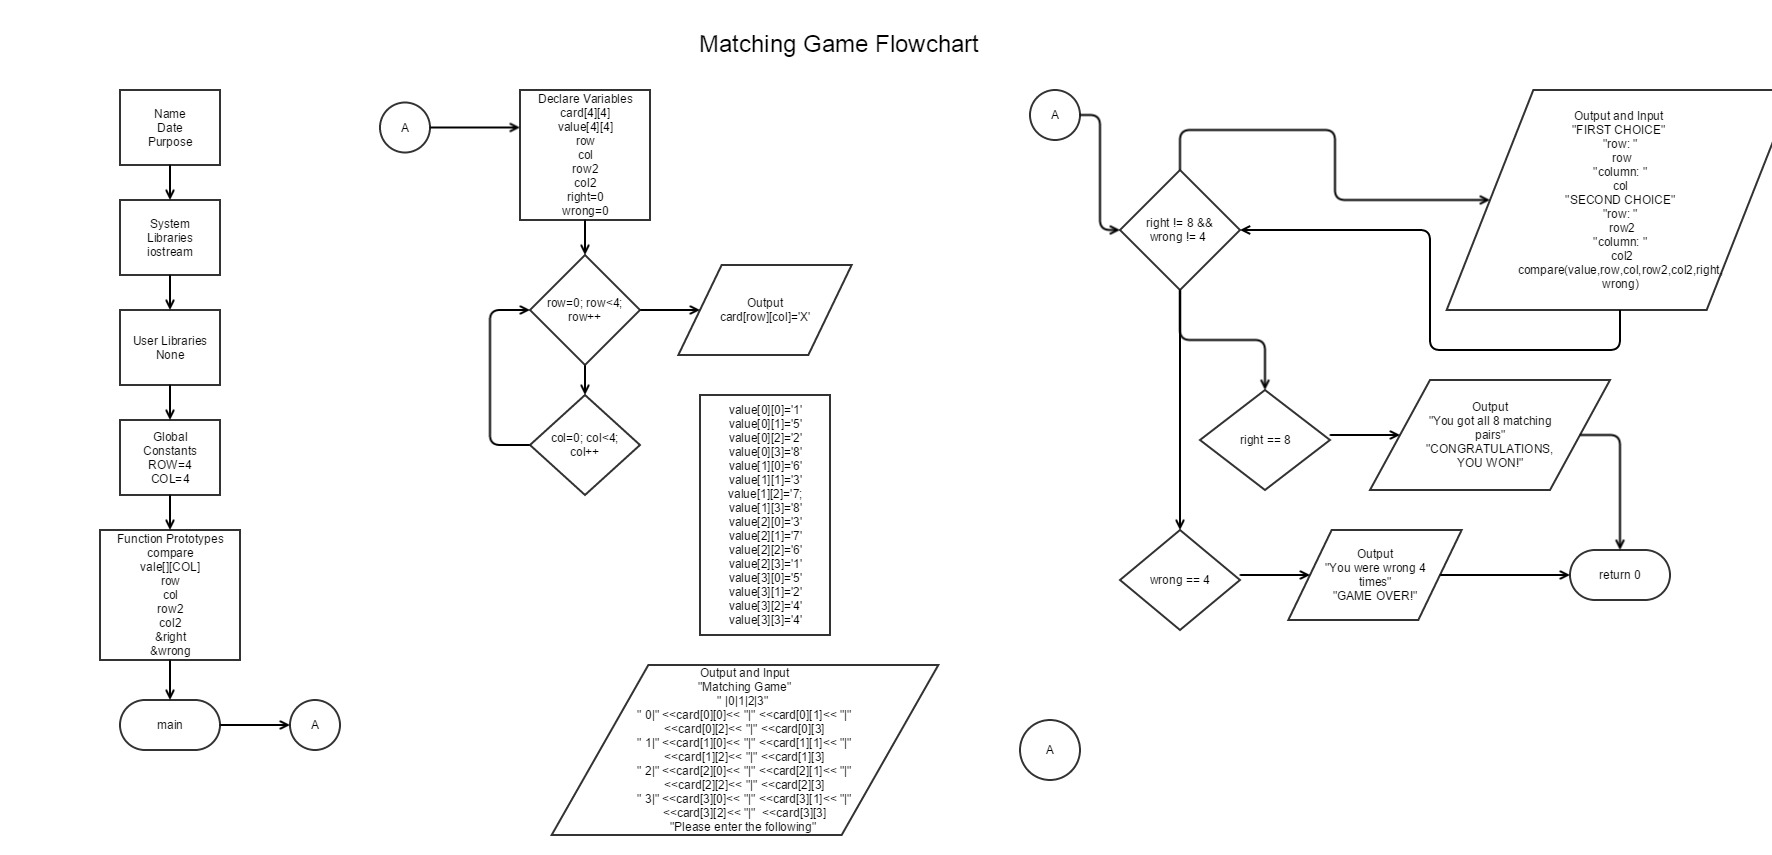 Matching Game Flowchart
Name
Date
Purpose
System
Libraries
iostream
User Libraries
None
Global
Constants
ROW=4
COL=4
Function Prototypes
compare
vale[][COL]
row
col
row2
col2
&right
&wrong
main
A
A
Declare Variables
card[4][4]
value[4][4]
row
col
row2
col2
right=0
wrong=0
row=0; row<4;
row++
Output
card[row][col]='X'
col=0; col<4;
col++
value[0][0]='1'
value[0][1]='5'
value[0][2]='2'
value[0][3]='8'
value[1][0]='6'
value[1][1]='3'
value[1][2]='7;
value[1][3]='8'
value[2][0]='3'
value[2][1]='7'
value[2][2]='6'
value[2][3]='1'
value[3][0]='5'
value[3][1]='2'
value[3][2]='4'
value[3][3]='4'
Output and Input
"Matching Game"
" |0|1|2|3"
" 0|" <<card[0][0]<< "|" <<card[0][1]<< "|"
<<card[0][2]<< "|" <<card[0][3]
" 1|" <<card[1][0]<< "|" <<card[1][1]<< "|"
<<card[1][2]<< "|" <<card[1][3]
" 2|" <<card[2][0]<< "|" <<card[2][1]<< "|"
<<card[2][2]<< "|" <<card[2][3]
" 3|" <<card[3][0]<< "|" <<card[3][1]<< "|"
<<card[3][2]<< "|"  <<card[3][3]
"Please enter the following"
A
A
right != 8 &&
wrong != 4
Output and Input
"FIRST CHOICE"
"row: "
row
"column: "
col
"SECOND CHOICE"
"row: "
row2
"column: "
col2
compare(value,row,col,row2,col2,right,
wrong)
right == 8
Output
"You got all 8 matching
pairs"
"CONGRATULATIONS,
YOU WON!"
wrong == 4
Output
"You were wrong 4
times"
"GAME OVER!"
return 0